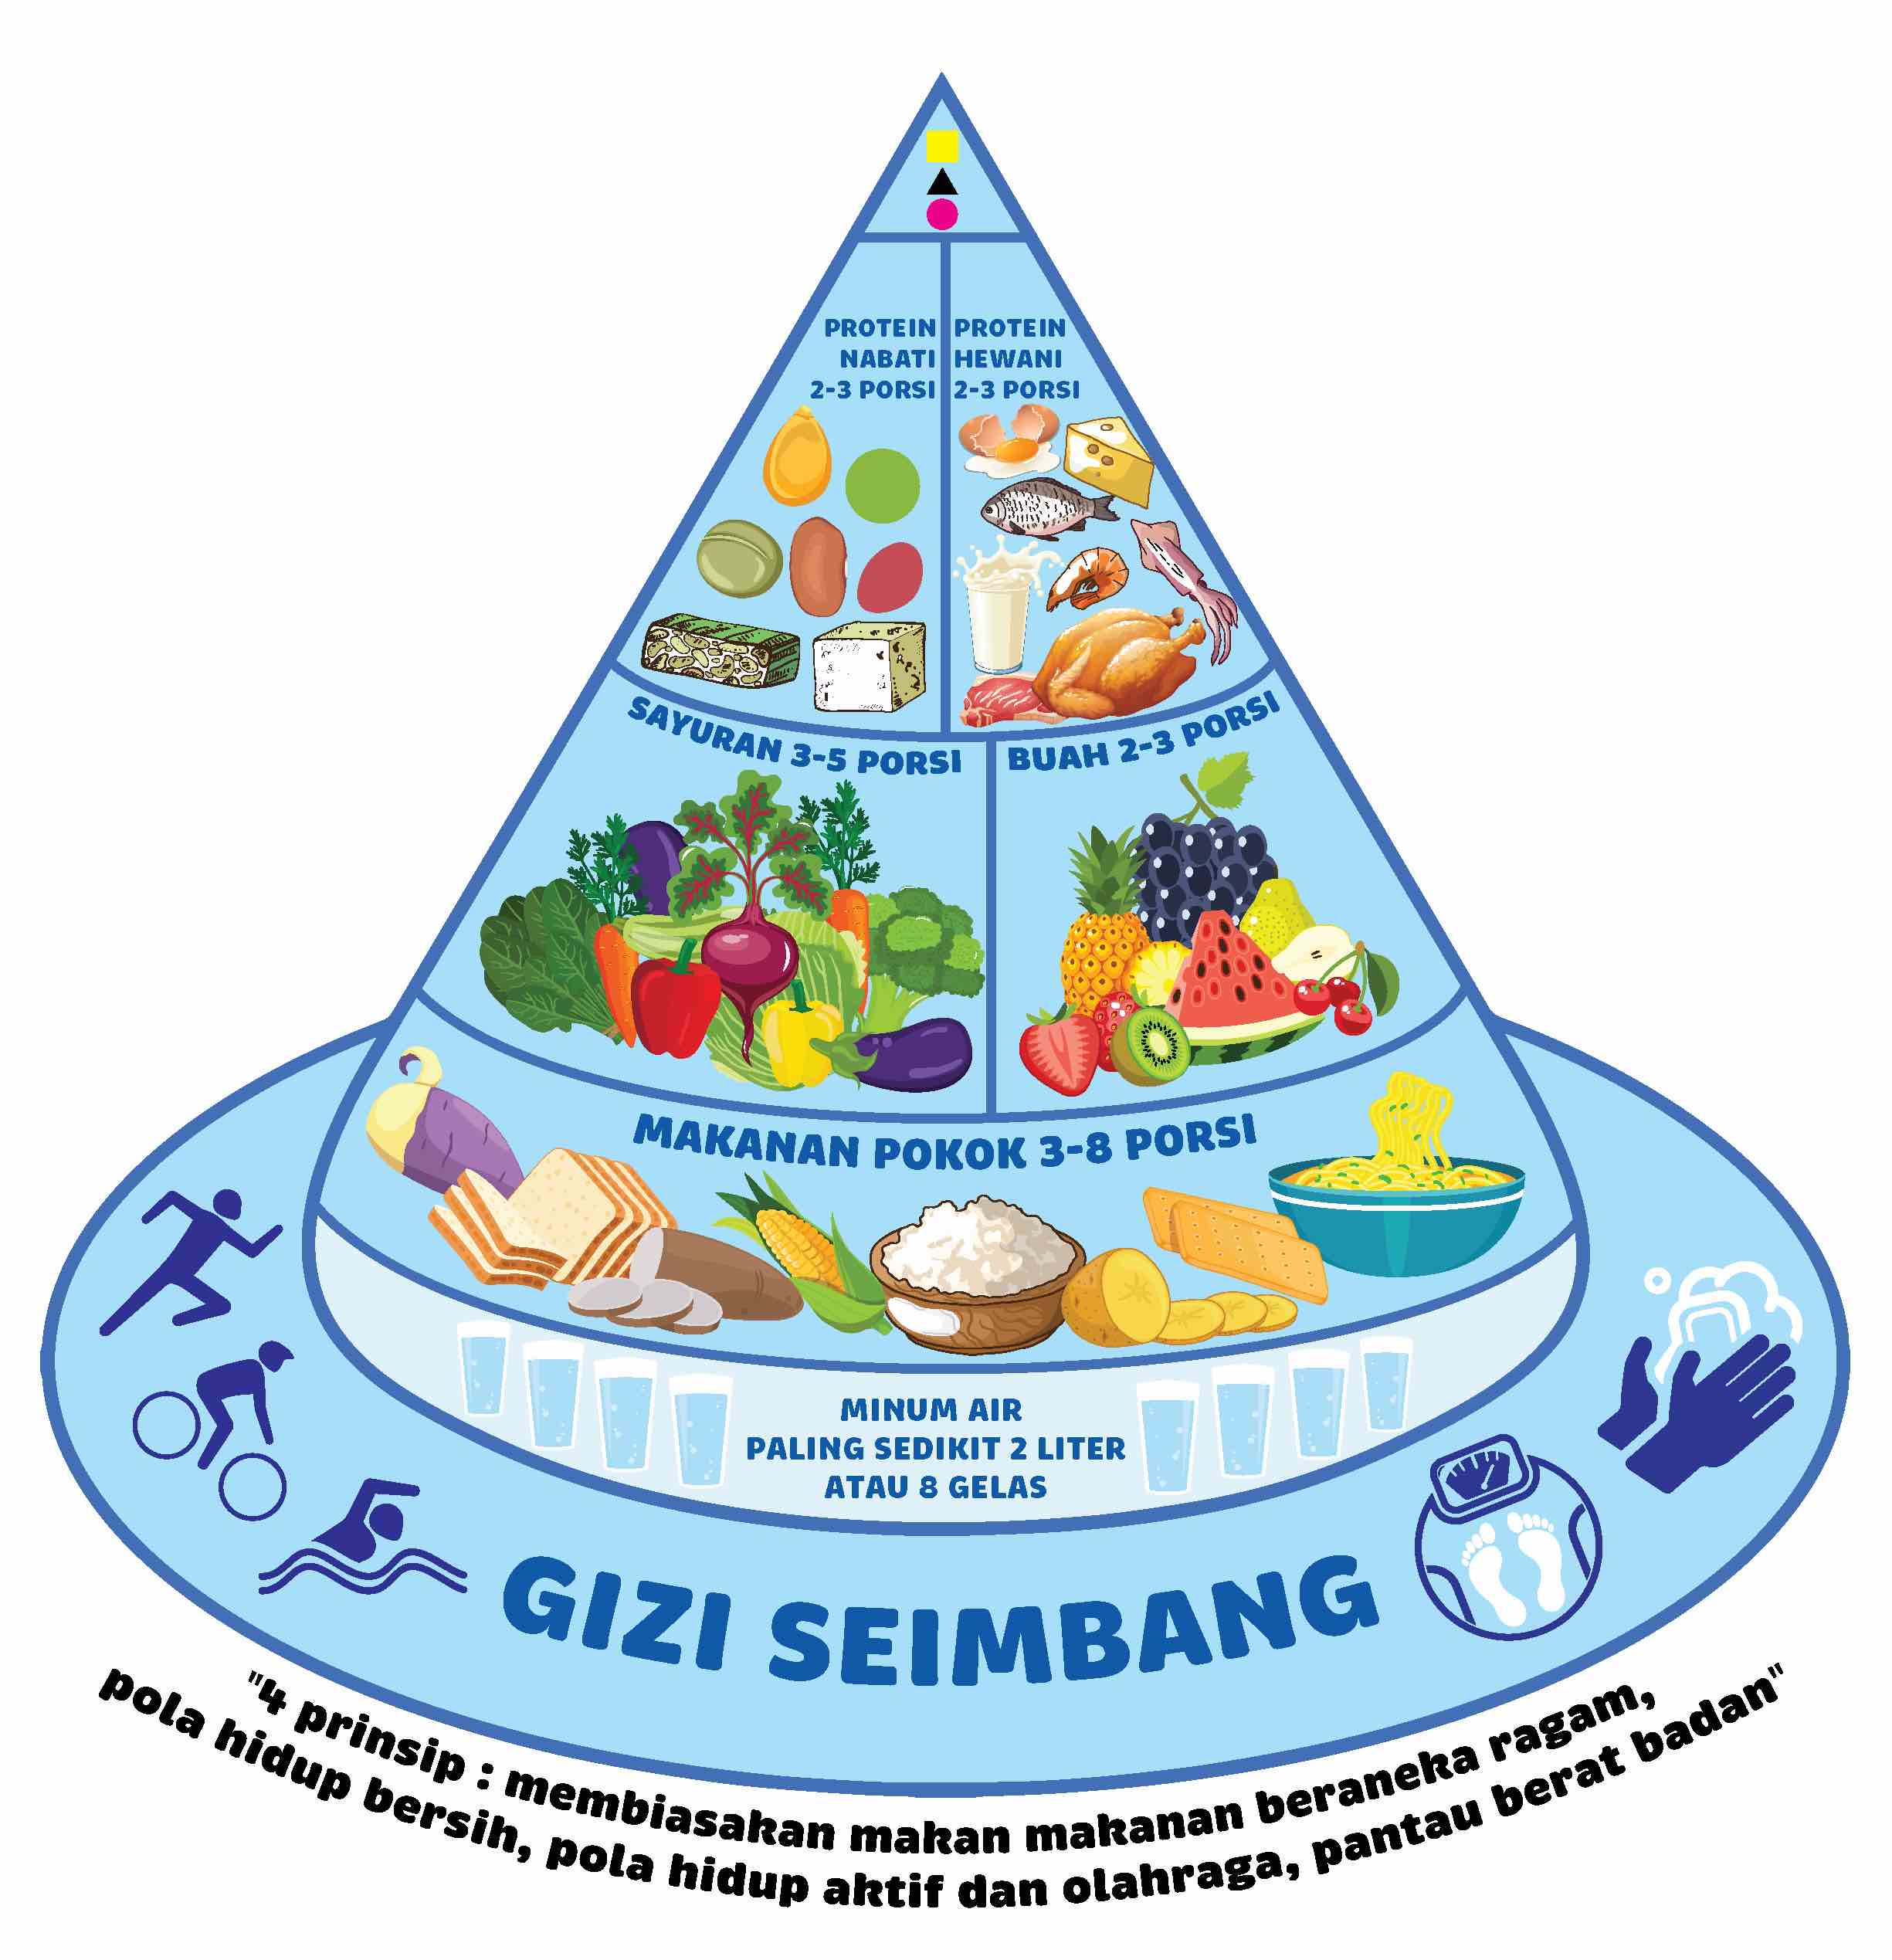 PROTEIN
NABATI
2-3 PORSI
PROTEIN
HEWANI
2-3 PORSI
SAYURAN 3-5 PORSI
BUAH 2-3 PORSI
MAKANAN POKOK 3-8 PORSI
MINUM AIR
PALING SEDIKIT 2 LITER
ATAU 8 GELAS
GIZI SEIMBANG
"4 prinsip : membiasakan makan makanan beraneka ragam,
pola hidup bersih, pola hidup aktif dan olahraga, pantau berat badan"